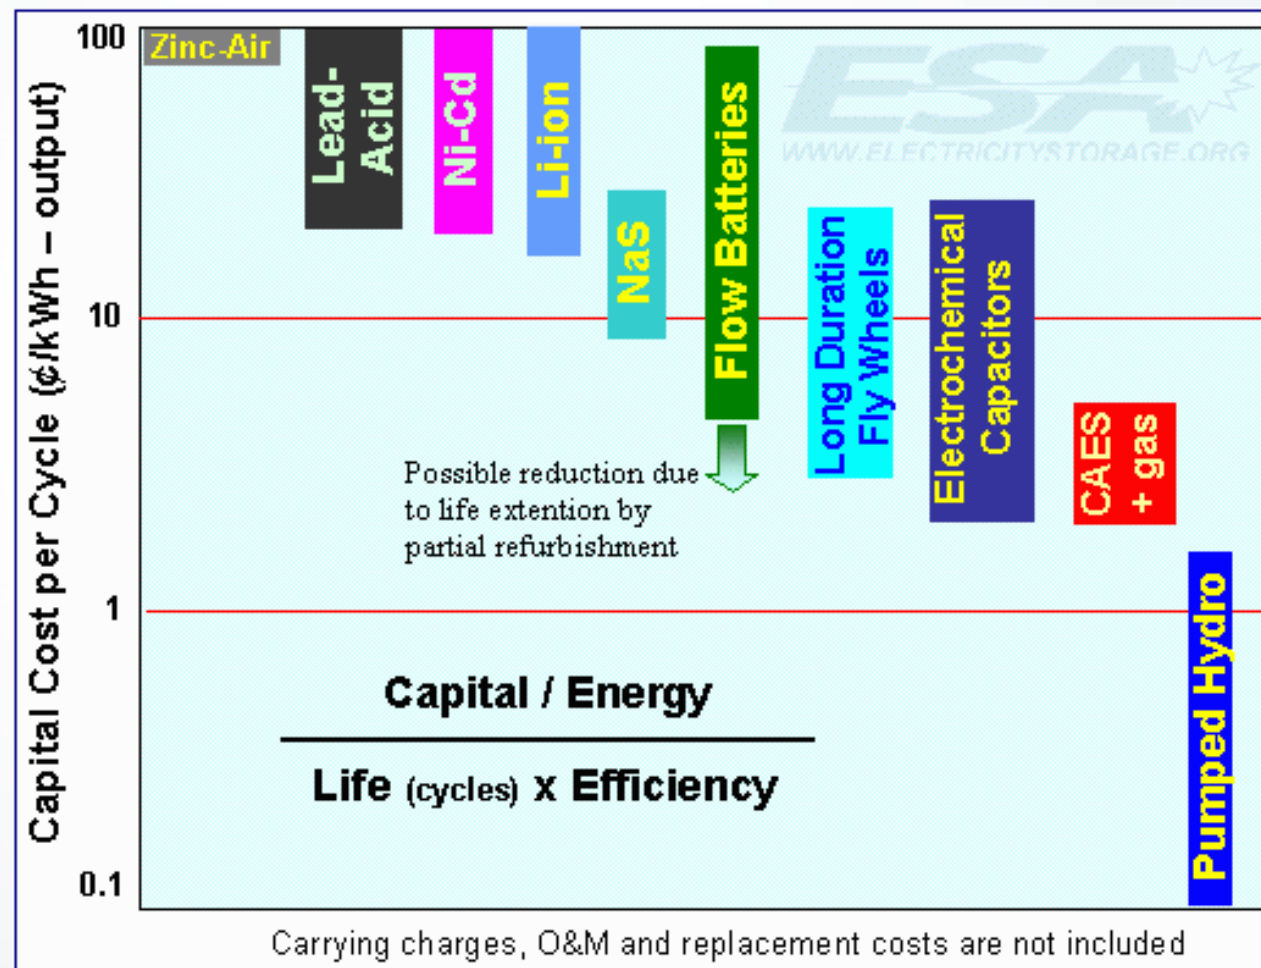 100
10
1
0.1
Capital Cost per Cycle (¢/kWh – output)
Zinc-Air
Lead-
Acid
Ni-Cd
Li-ion
NaS
Flow Batteries
Long Duration
Fly Wheels
Electrochemical
Capacitors
CAES
+ gas
Pumped Hydro
ESA
WWW.ELECTRICITYSTORAGE.ORG
Possible reduction due
to life extention by
partial refurbishment
Capital / Energy
Life (cycles) x Efficiency
Carrying charges, O&M and replacement costs are not included